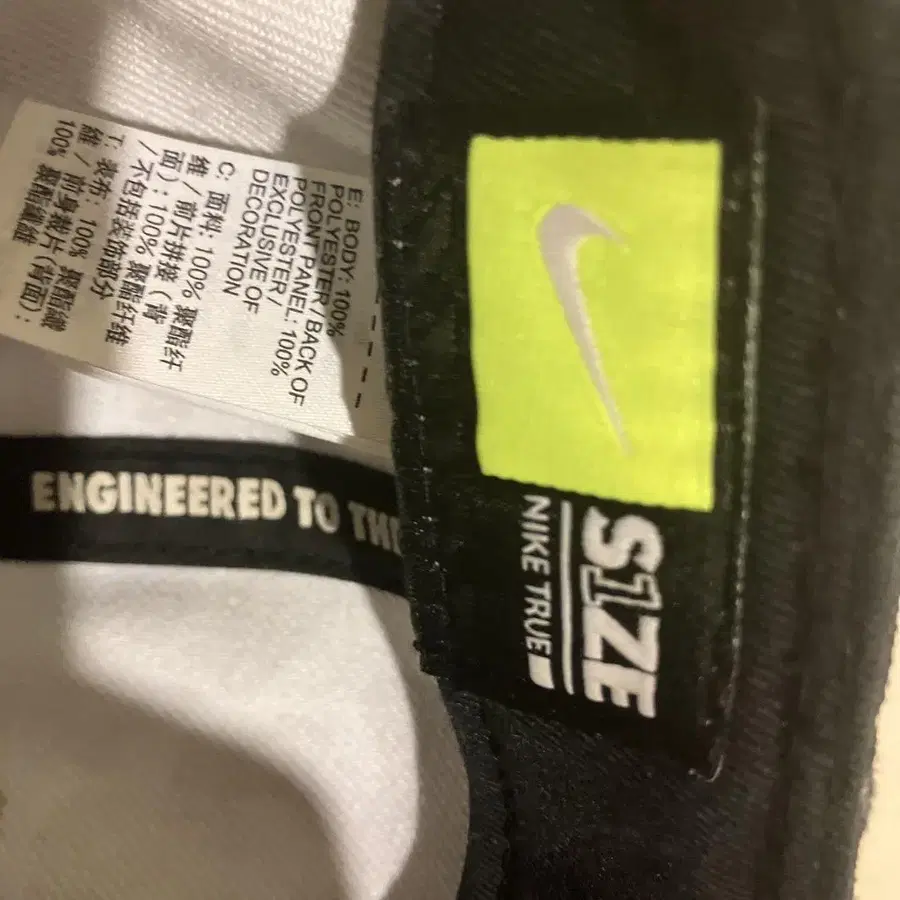 E: BODY: 100%
POLYESTER/BACK OF
FRONT PANEL: 100%
POLYESTER/
EXCLUSIVE OF
DECORATION
C: 面料: 100% 聚酯纤
维 / 前片拼接 (背
面) : 100% 聚酯纤维
/ 不包括装饰部分
T: 表布: 100% 聚酯纖
維 / 前身裁片 (背面) :
100% 聚酯纖維
ENGINEERED TO THE
S1ZE
NIKE TRUE